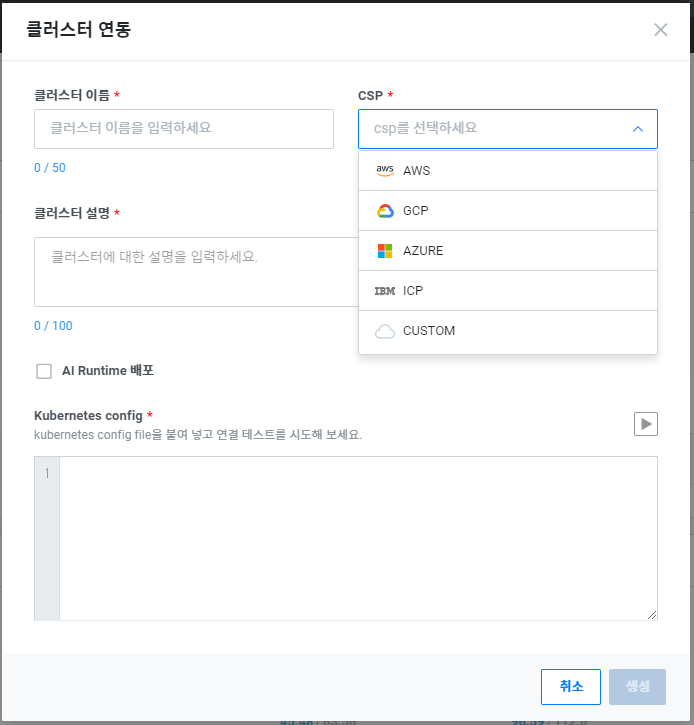 클러스터 연동
클러스터 이름 *
CSP *
클러스터 이름을 입력하세요
csp를 선택하세요
0 / 50
aws AWS
GCP
클러스터 설명 *
클러스터에 대한 설명을 입력하세요.
AZURE
IBM ICP
0 / 100
CUSTOM
AI Runtime 배포
Kubernetes config *
kubernetes config file을 붙여 넣고 연결 테스트를 시도해 보세요.
1
취소
생성